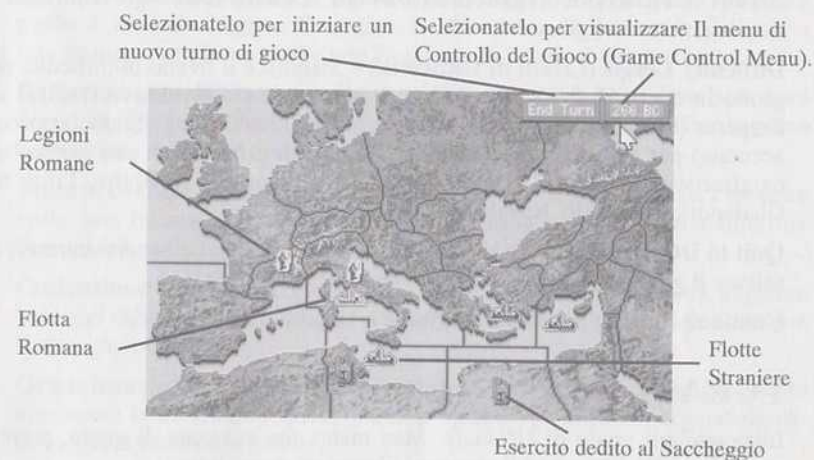 Selezionatelo per iniziare un
nuovo turno di gioco
Selezionatelo per visualizzare Il menu di
Controllo del Gioco (Game Control Menu).
End Turn
BC
Legioni
Romane
Flotta
Romana
Flotte
Straniere
Esercito dedito al Saccheggio